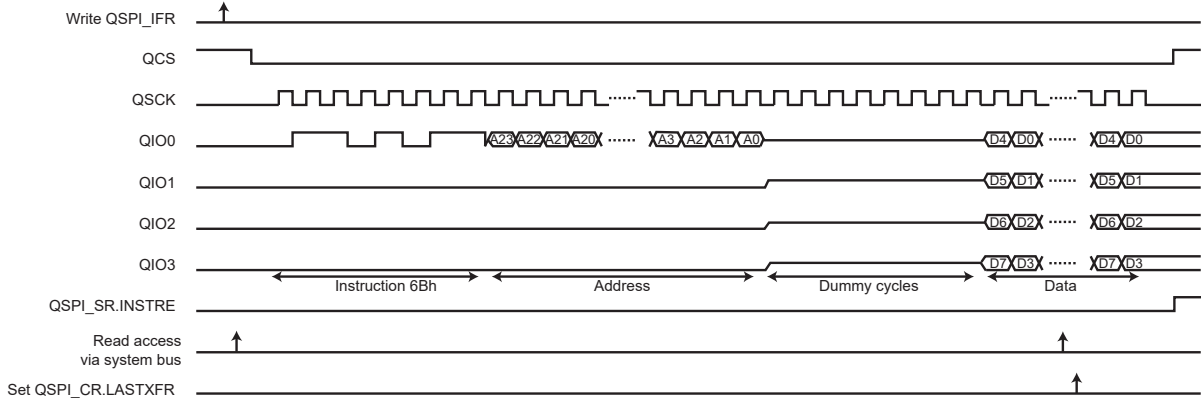 Write QSPI_IFR
QCS
QSCK
QIO0
A23 A22 A21 A20 ...... A3 A2 A1 A0 D4 D0 ...... D4 D0
QIO1
D5 D1 ...... D5 D1
QIO2
D6 D2 ...... D6 D2
QIO3
D7 D3 ...... D7 D3
Instruction 6Bh
Address
Dummy cycles
Data
QSPI_SR.INSTRE
Read access
via system bus
Set QSPI_CR.LASTXFR